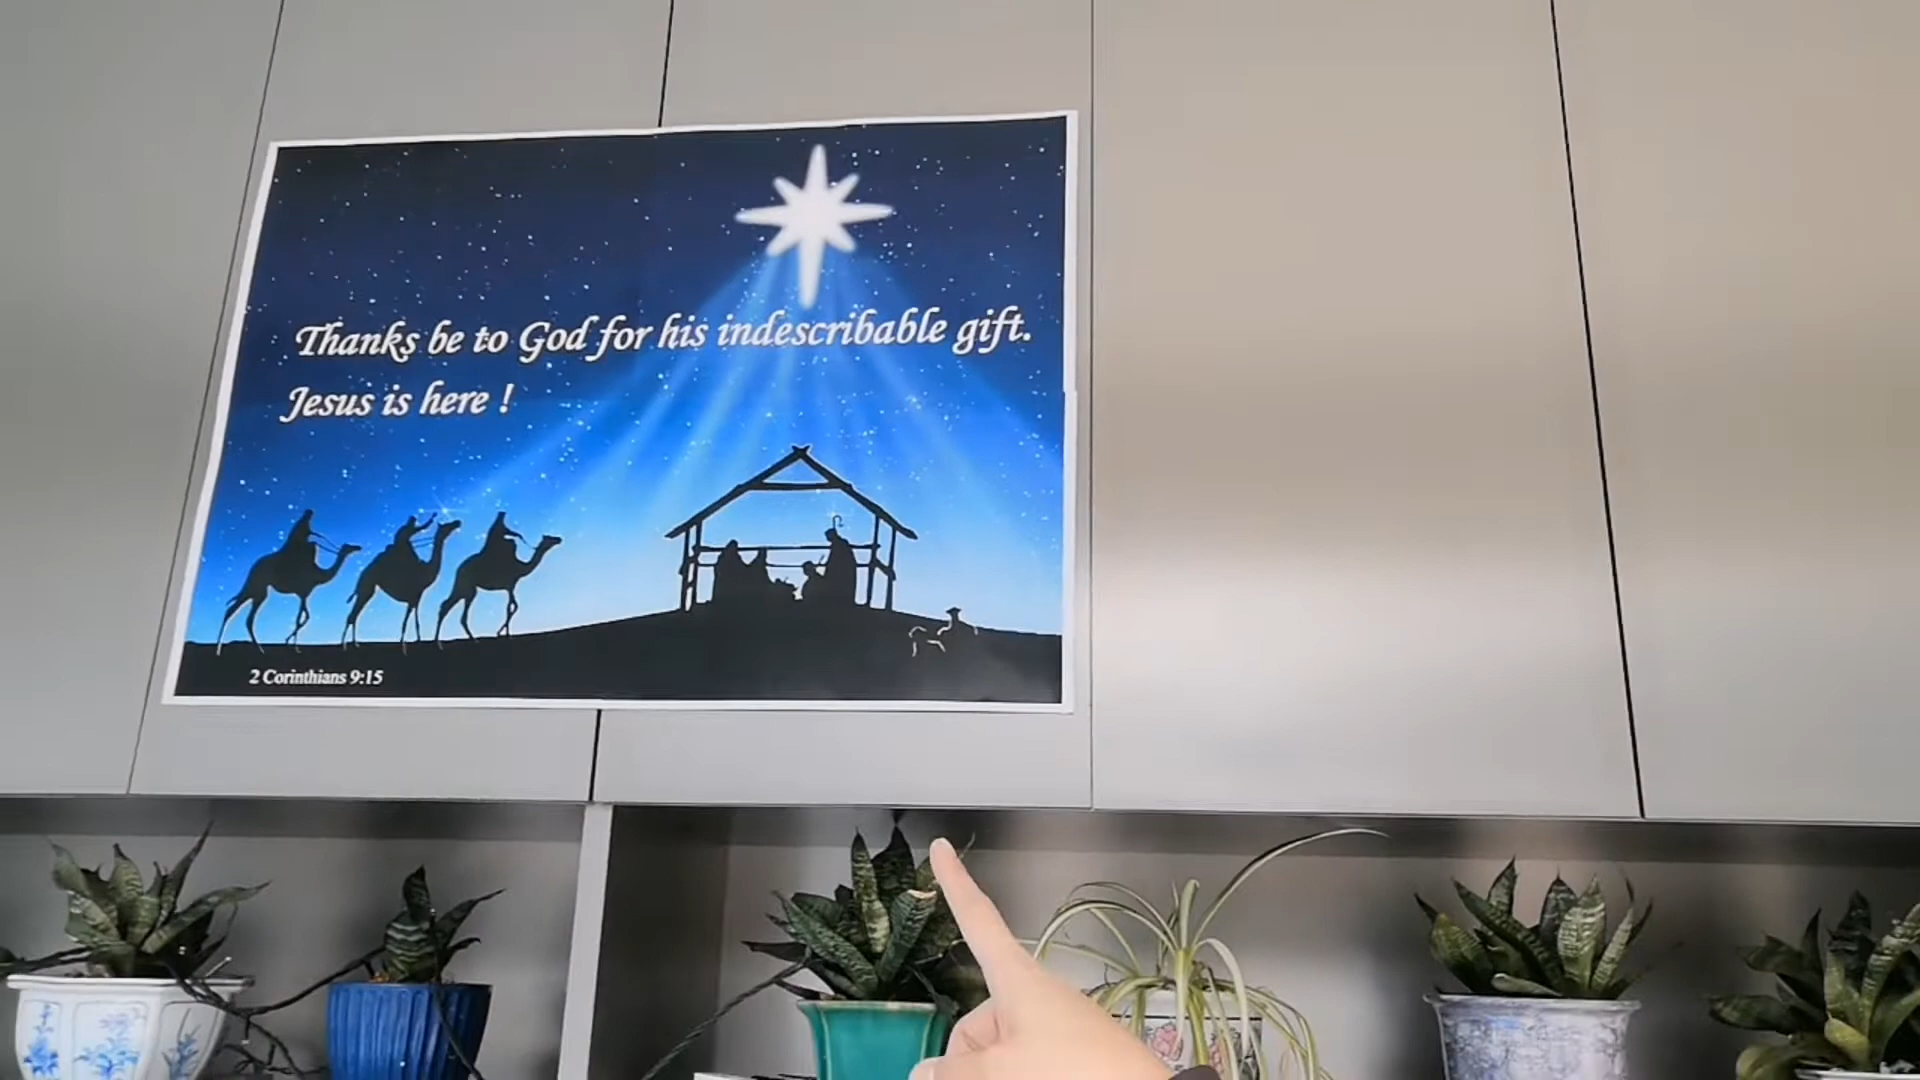 Thanks be to God for his indescribable gift.
Jesus is here !
2 Corinthians 9:15